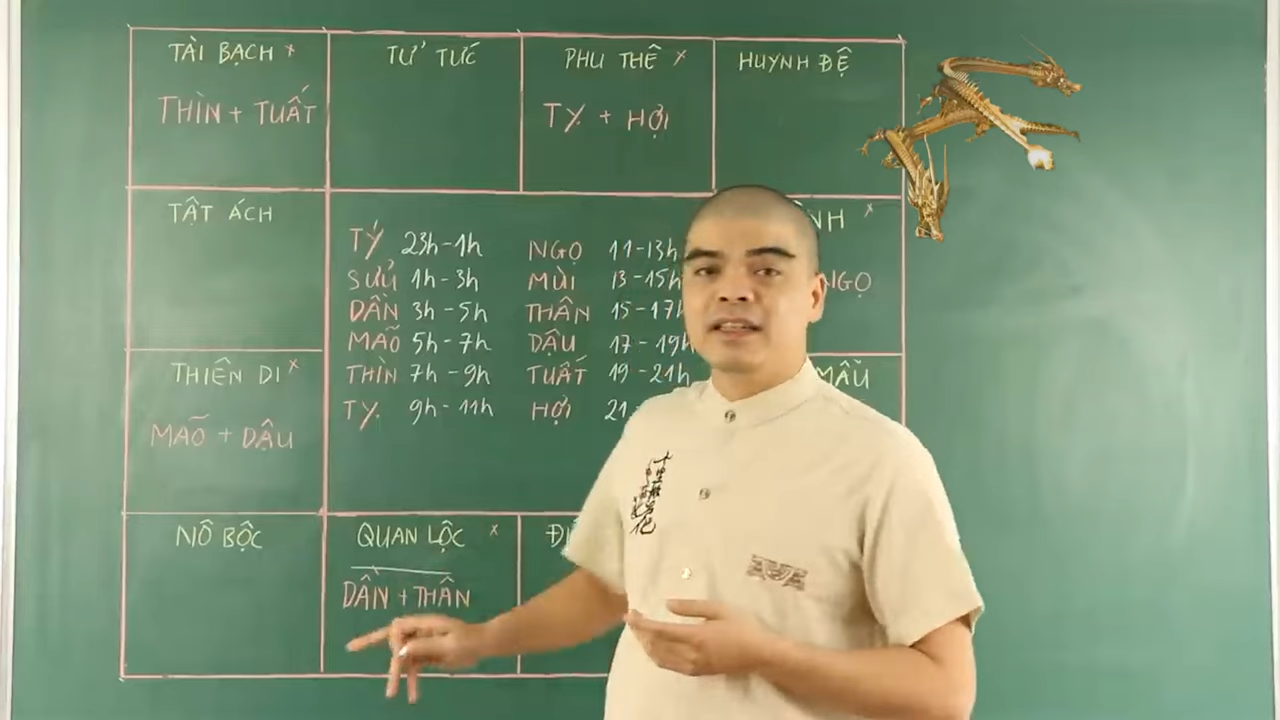 TÀI BẠCH x
TỬ TỨC
PHU THÊ x
HUYNH ĐỆ
THÌN + TUẤT
TỴ + HỢI
TẬT ÁCH
x
NGỌ
TÝ 23h-1h
SỬU 1h-3h
DẦN 3h-5h
MÃO 5h-7h
THÌN 7h-9h
TỴ 9h-11h
NGỌ 11-13h
MÙI 13-15h
THÂN 15-17h
DẬU 17-19h
TUẤT 19-21h
HỢI 21-
THIÊN DI x
MÃO + DẬU
MẪU
NÔ BỘC
QUAN LỘC x
DẦN + THÂN